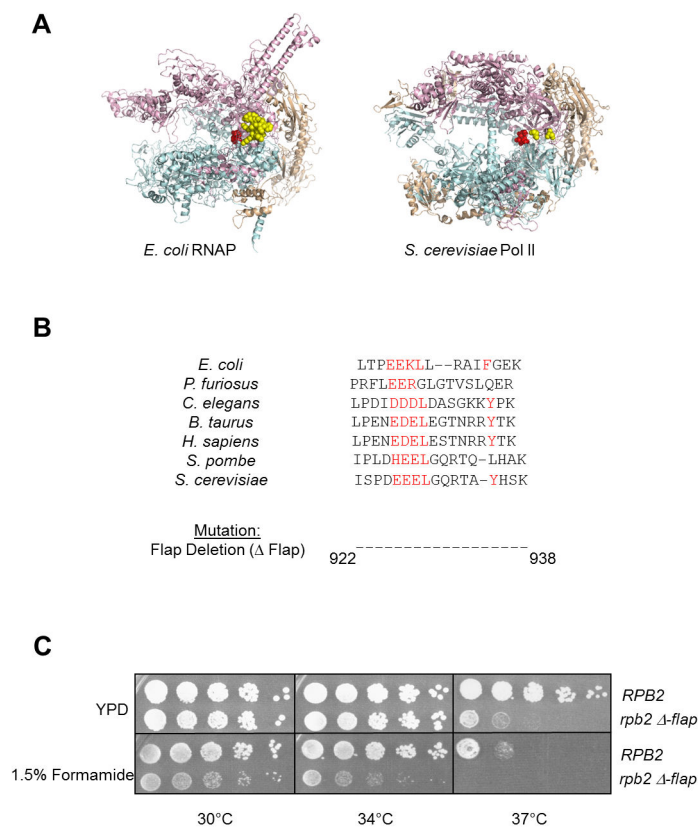 A
E. coli RNAP
S. cerevisiae Pol II
B
E. coli LTPEEKLL--RAIFGEK
P. furiosus PRFLEERGLGTVSLQER
C. elegans LPDIDDDLDASGKKYPK
B. taurus LPENEDELEGTNRRYTK
H. sapiens LPENEDELESTNRRYTK
S. pombe IPLDHEELGQRTQ-LHAK
S. cerevisiae ISPDEEELGQRTA-YHSK
Mutation:
Flap Deletion (Δ Flap) 922 ----------------- 938
C
YPD
RPB2
rpb2 Δ-flap
1.5% Formamide
RPB2
rpb2 Δ-flap
30°C 34°C 37°C